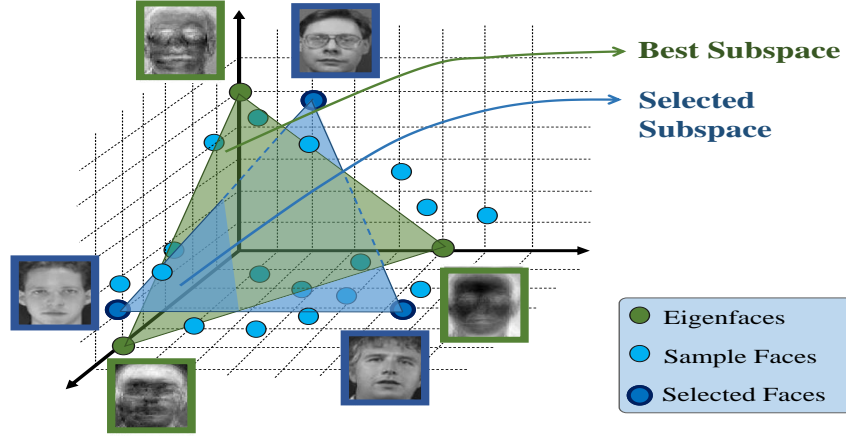 Best Subspace
Selected
Subspace
Eigenfaces
Sample Faces
Selected Faces